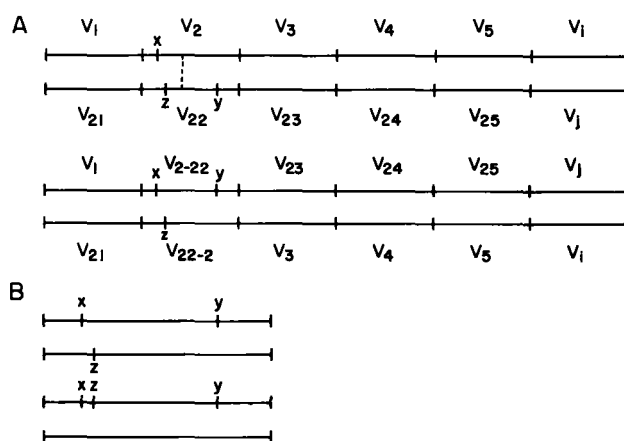 A
V₁ V₂ V₃ V₄ V₅ Vᵢ
x
z y
V₂₁ V₂₂ V₂₃ V₂₄ V₂₅ Vⱼ
V₁ V₂₋₂₂ V₂₃ V₂₄ V₂₅ Vⱼ
x y
z
V₂₁ V₂₂₋₂ V₃ V₄ V₅ Vᵢ
B
x y
z
x z y